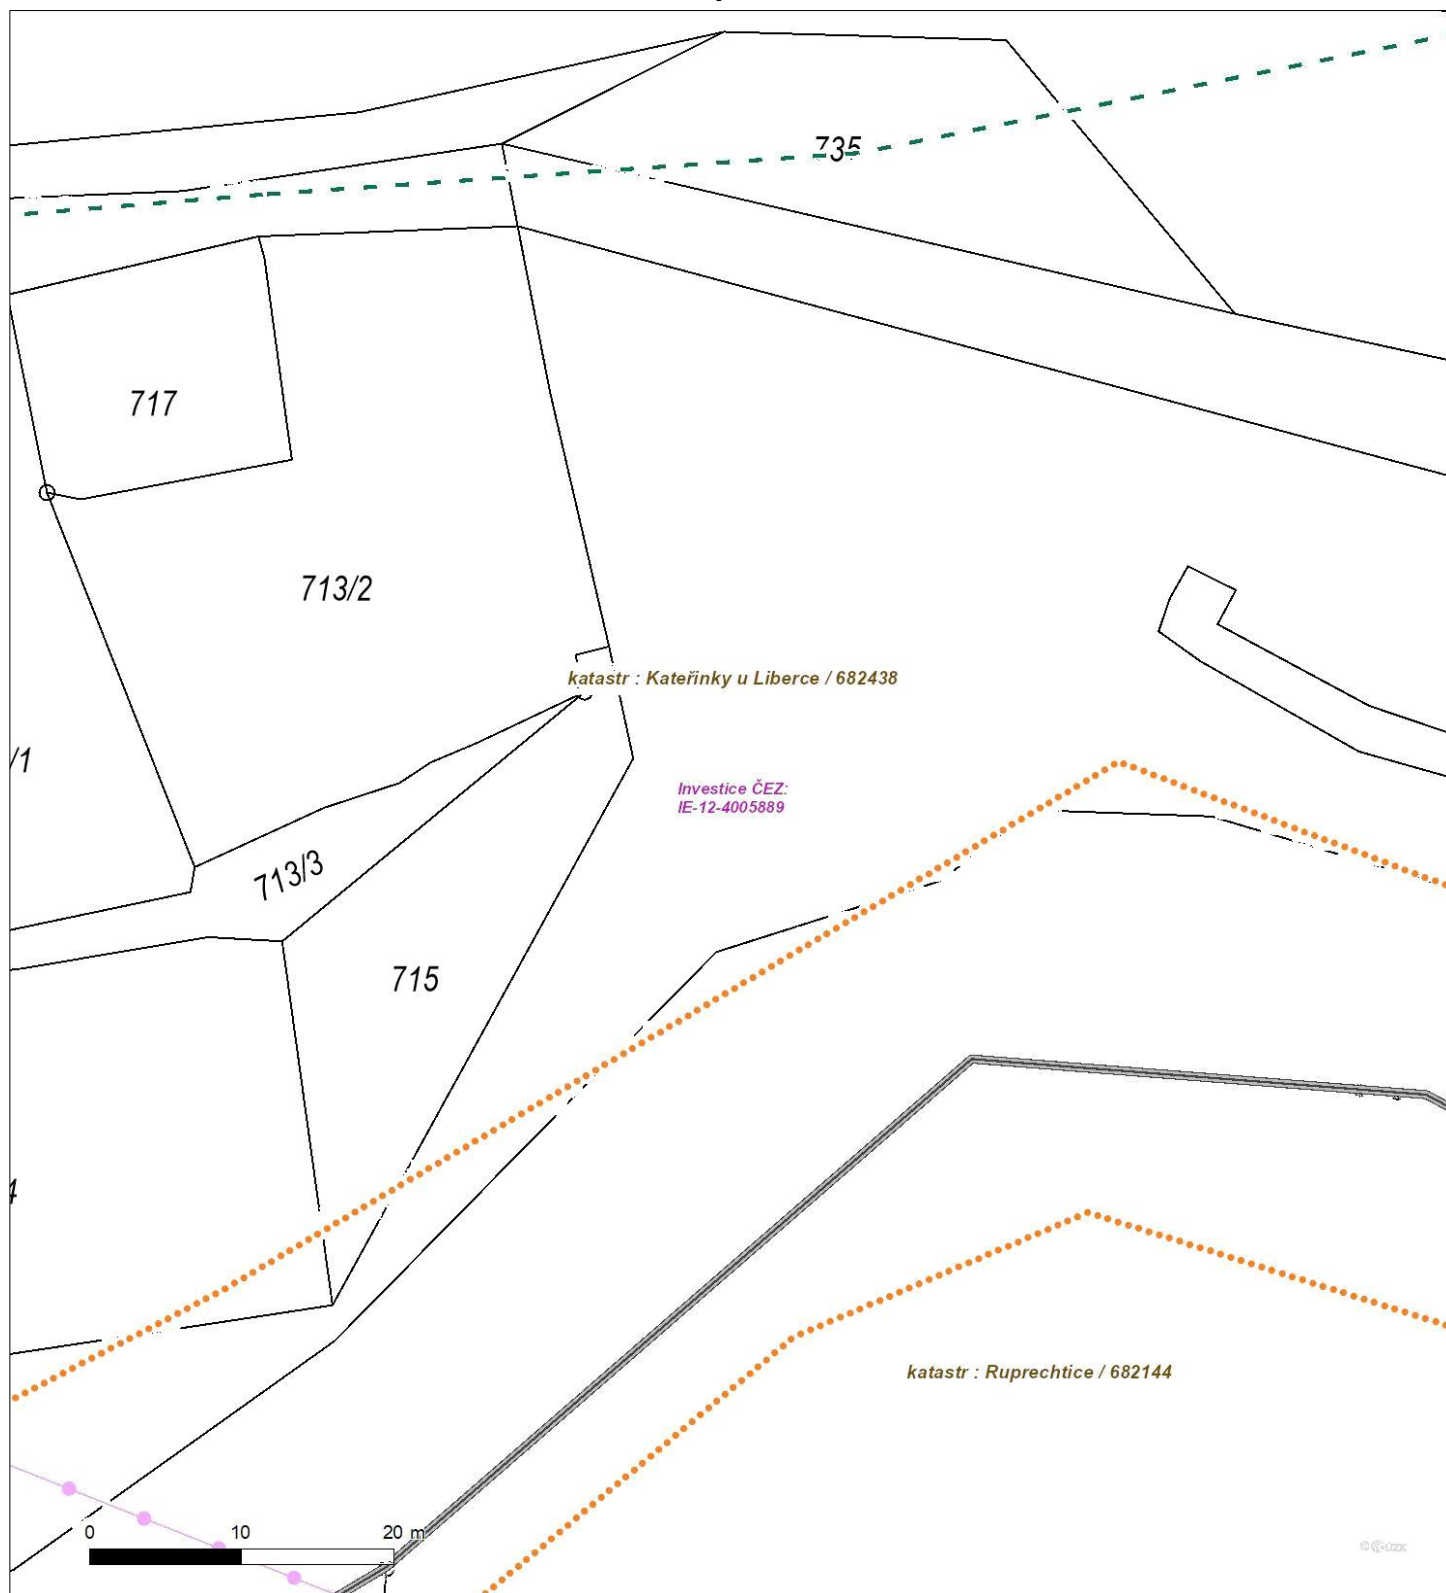 735
717
713/2
katastr : Kateřinky u Liberce / 682438
/1
Investice ČEZ:
IE-12-4005889
713/3
715
4
katastr : Ruprechtice / 682144
0 10 20 m